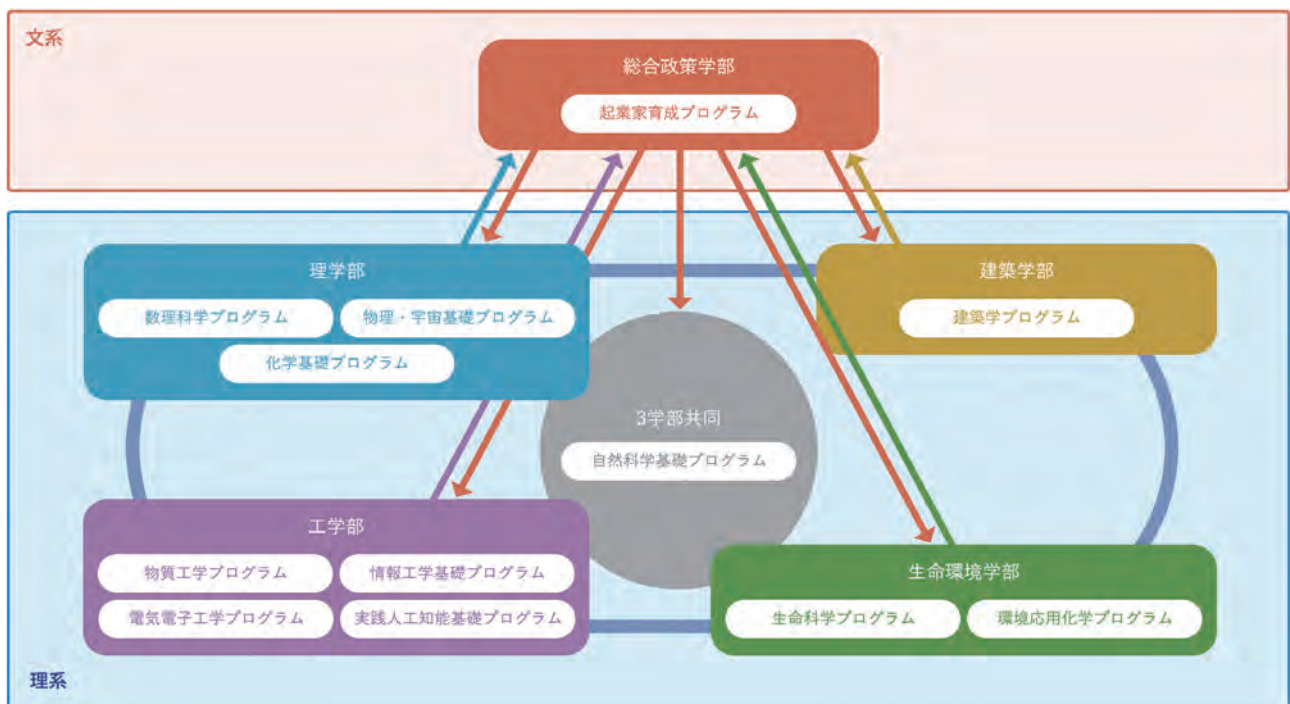 文系
総合政策学部
起業家育成プログラム
理学部
数理科学プログラム
物理・宇宙基礎プログラム
化学基礎プログラム
建築学部
建築学プログラム
3学部共同
自然科学基礎プログラム
工学部
物質工学プログラム
情報工学基礎プログラム
電気電子工学プログラム
実践人工知能基礎プログラム
生命環境学部
生命科学プログラム
環境応用化学プログラム
理系